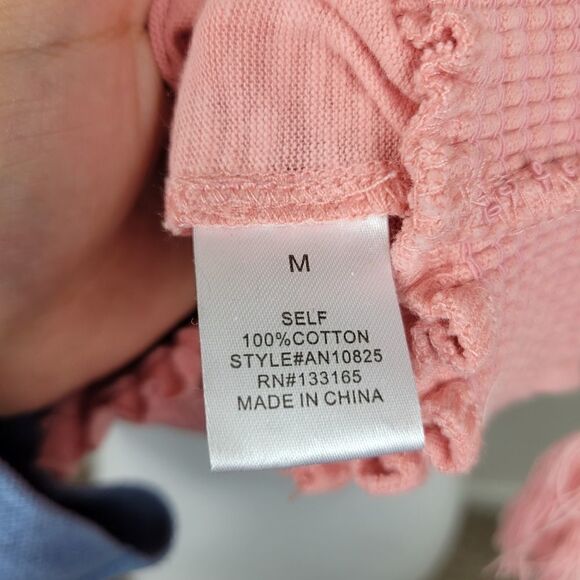 M
SELF
100%COTTON
STYLE#AN10825
RN#133165
MADE IN CHINA